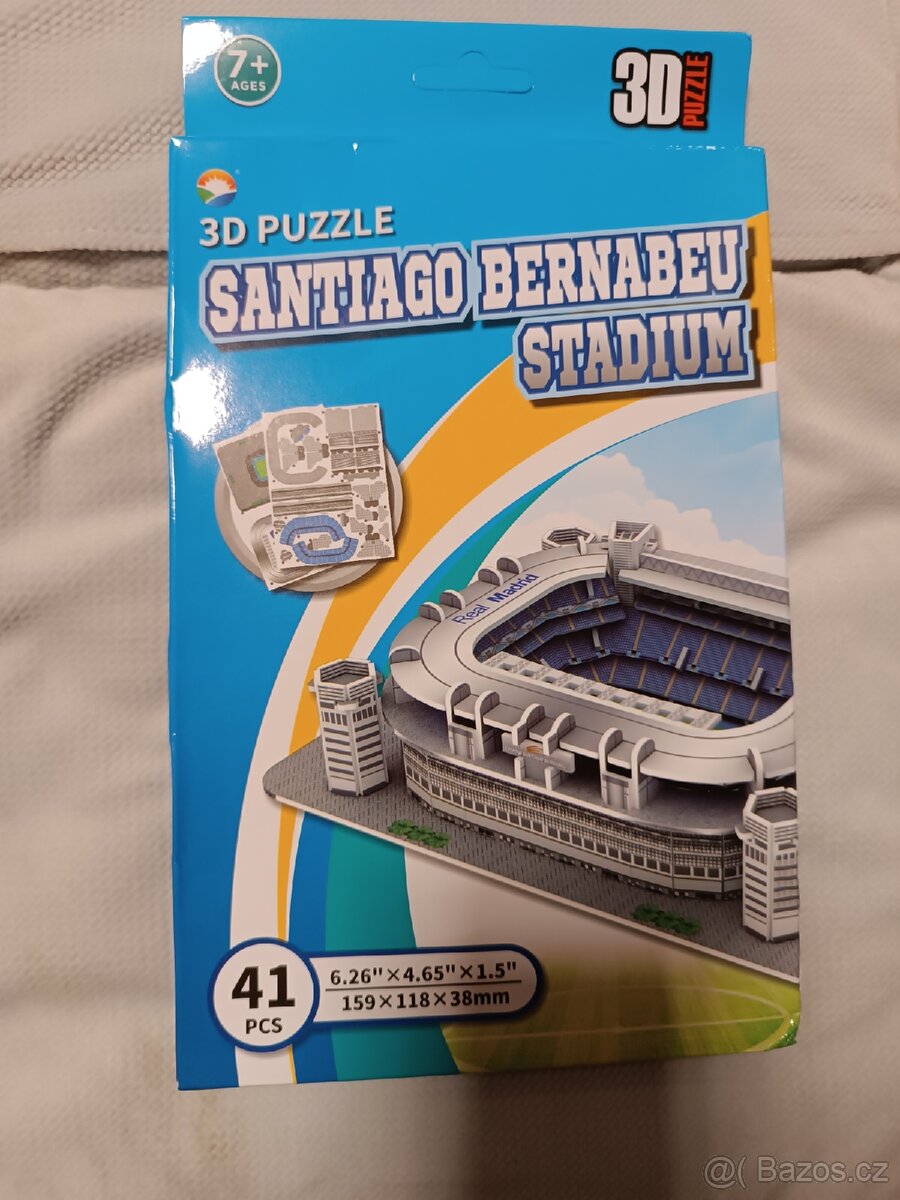 7+
AGES
3D PUZZLE
3D PUZZLE
SANTIAGO BERNABEU
STADIUM
Real Madrid
41
PCS
6.26"×4.65"×1.5"
159×118×38mm
@( Bazos.cz